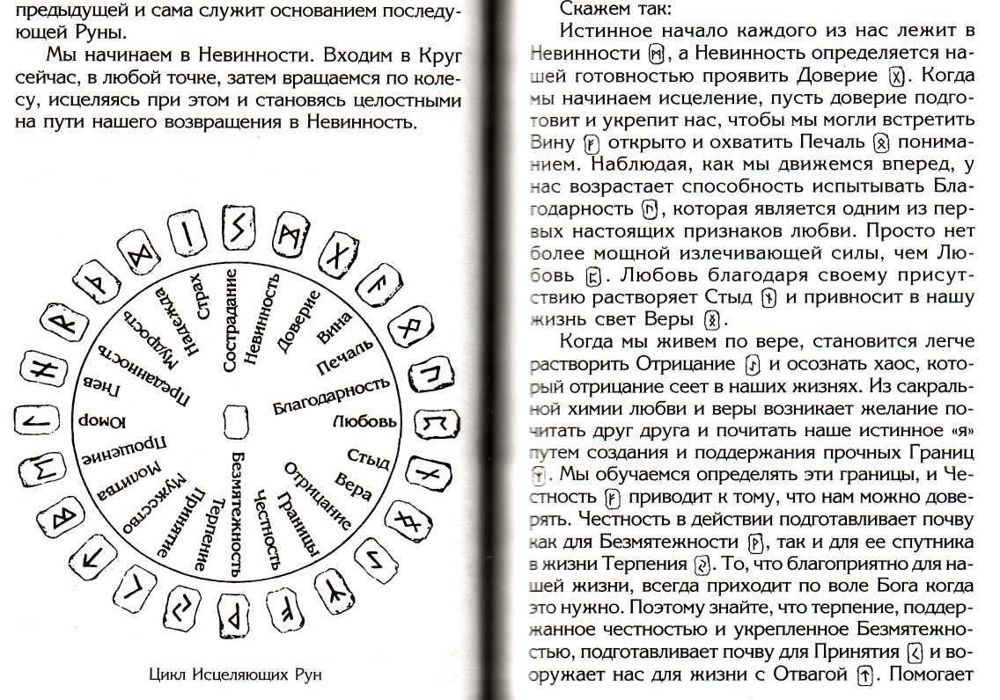 предыдущей и сама служит основанием последу-
ющей Руны.
Мы начинаем в Невинности. Входим в Круг
сейчас, в любой точке, затем вращаемся по коле-
су, исцеляясь при этом и становясь целостными
на пути нашего возвращения в Невинность.
Сострадание
Невинность
Доверие
Вина
Печаль
Благодарность
Любовь
Стыд
Вера
Отрицание
Границы
Честность
Безмятежность
Терпение
Принятие
Мужество
Молитва
Прощение
Юмор
Гнев
Преданность
Мудрость
Надежда
Страх
Цикл Исцеляющих Рун
Скажем так:
Истинное начало каждого из нас лежит в
Невинности ᛗ, а Невинность определяется на-
шей готовностью проявить Доверие ᚷ. Когда
мы начинаем исцеление, пусть доверие подго-
товит и укрепит нас, чтобы мы могли встретить
Вину ᚩ открыто и охватить Печаль ᛟ понима-
нием. Наблюдая, как мы движемся вперед, у
нас возрастает способность испытывать Бла-
годарность ᚢ, которая является одним из пер-
вых настоящих признаков любви. Просто нет
более мощной излечивающей силы, чем Лю-
бовь ᛈ. Любовь благодаря своему присут-
ствию растворяет Стыд ᚾ и привносит в нашу
жизнь свет Веры ᛝ.
Когда мы живем по вере, становится легче
растворить Отрицание ᛇ и осознать хаос, кото-
рый отрицание сеет в наших жизнях. Из сакраль-
ной химии любви и веры возникает желание по-
читать друг друга и почитать наше истинное «я»
путем создания и поддержания прочных Границ
ᛉ. Мы обучаемся определять эти границы, и Че-
стность ᚠ приводит к тому, что нам можно дове-
рять. Честность в действии подготавливает почву
как для Безмятежности ᚹ, так и для ее спутника
в жизни Терпения ᛃ. То, что благоприятно для на-
шей жизни, всегда приходит по воле Бога когда
это нужно. Поэтому знайте, что терпение, поддер-
жанное честностью и укрепленное Безмятежно-
стью, подготавливает почву для Принятия ᚲ и во-
оружает нас для жизни с Отвагой ᛏ. Помогает